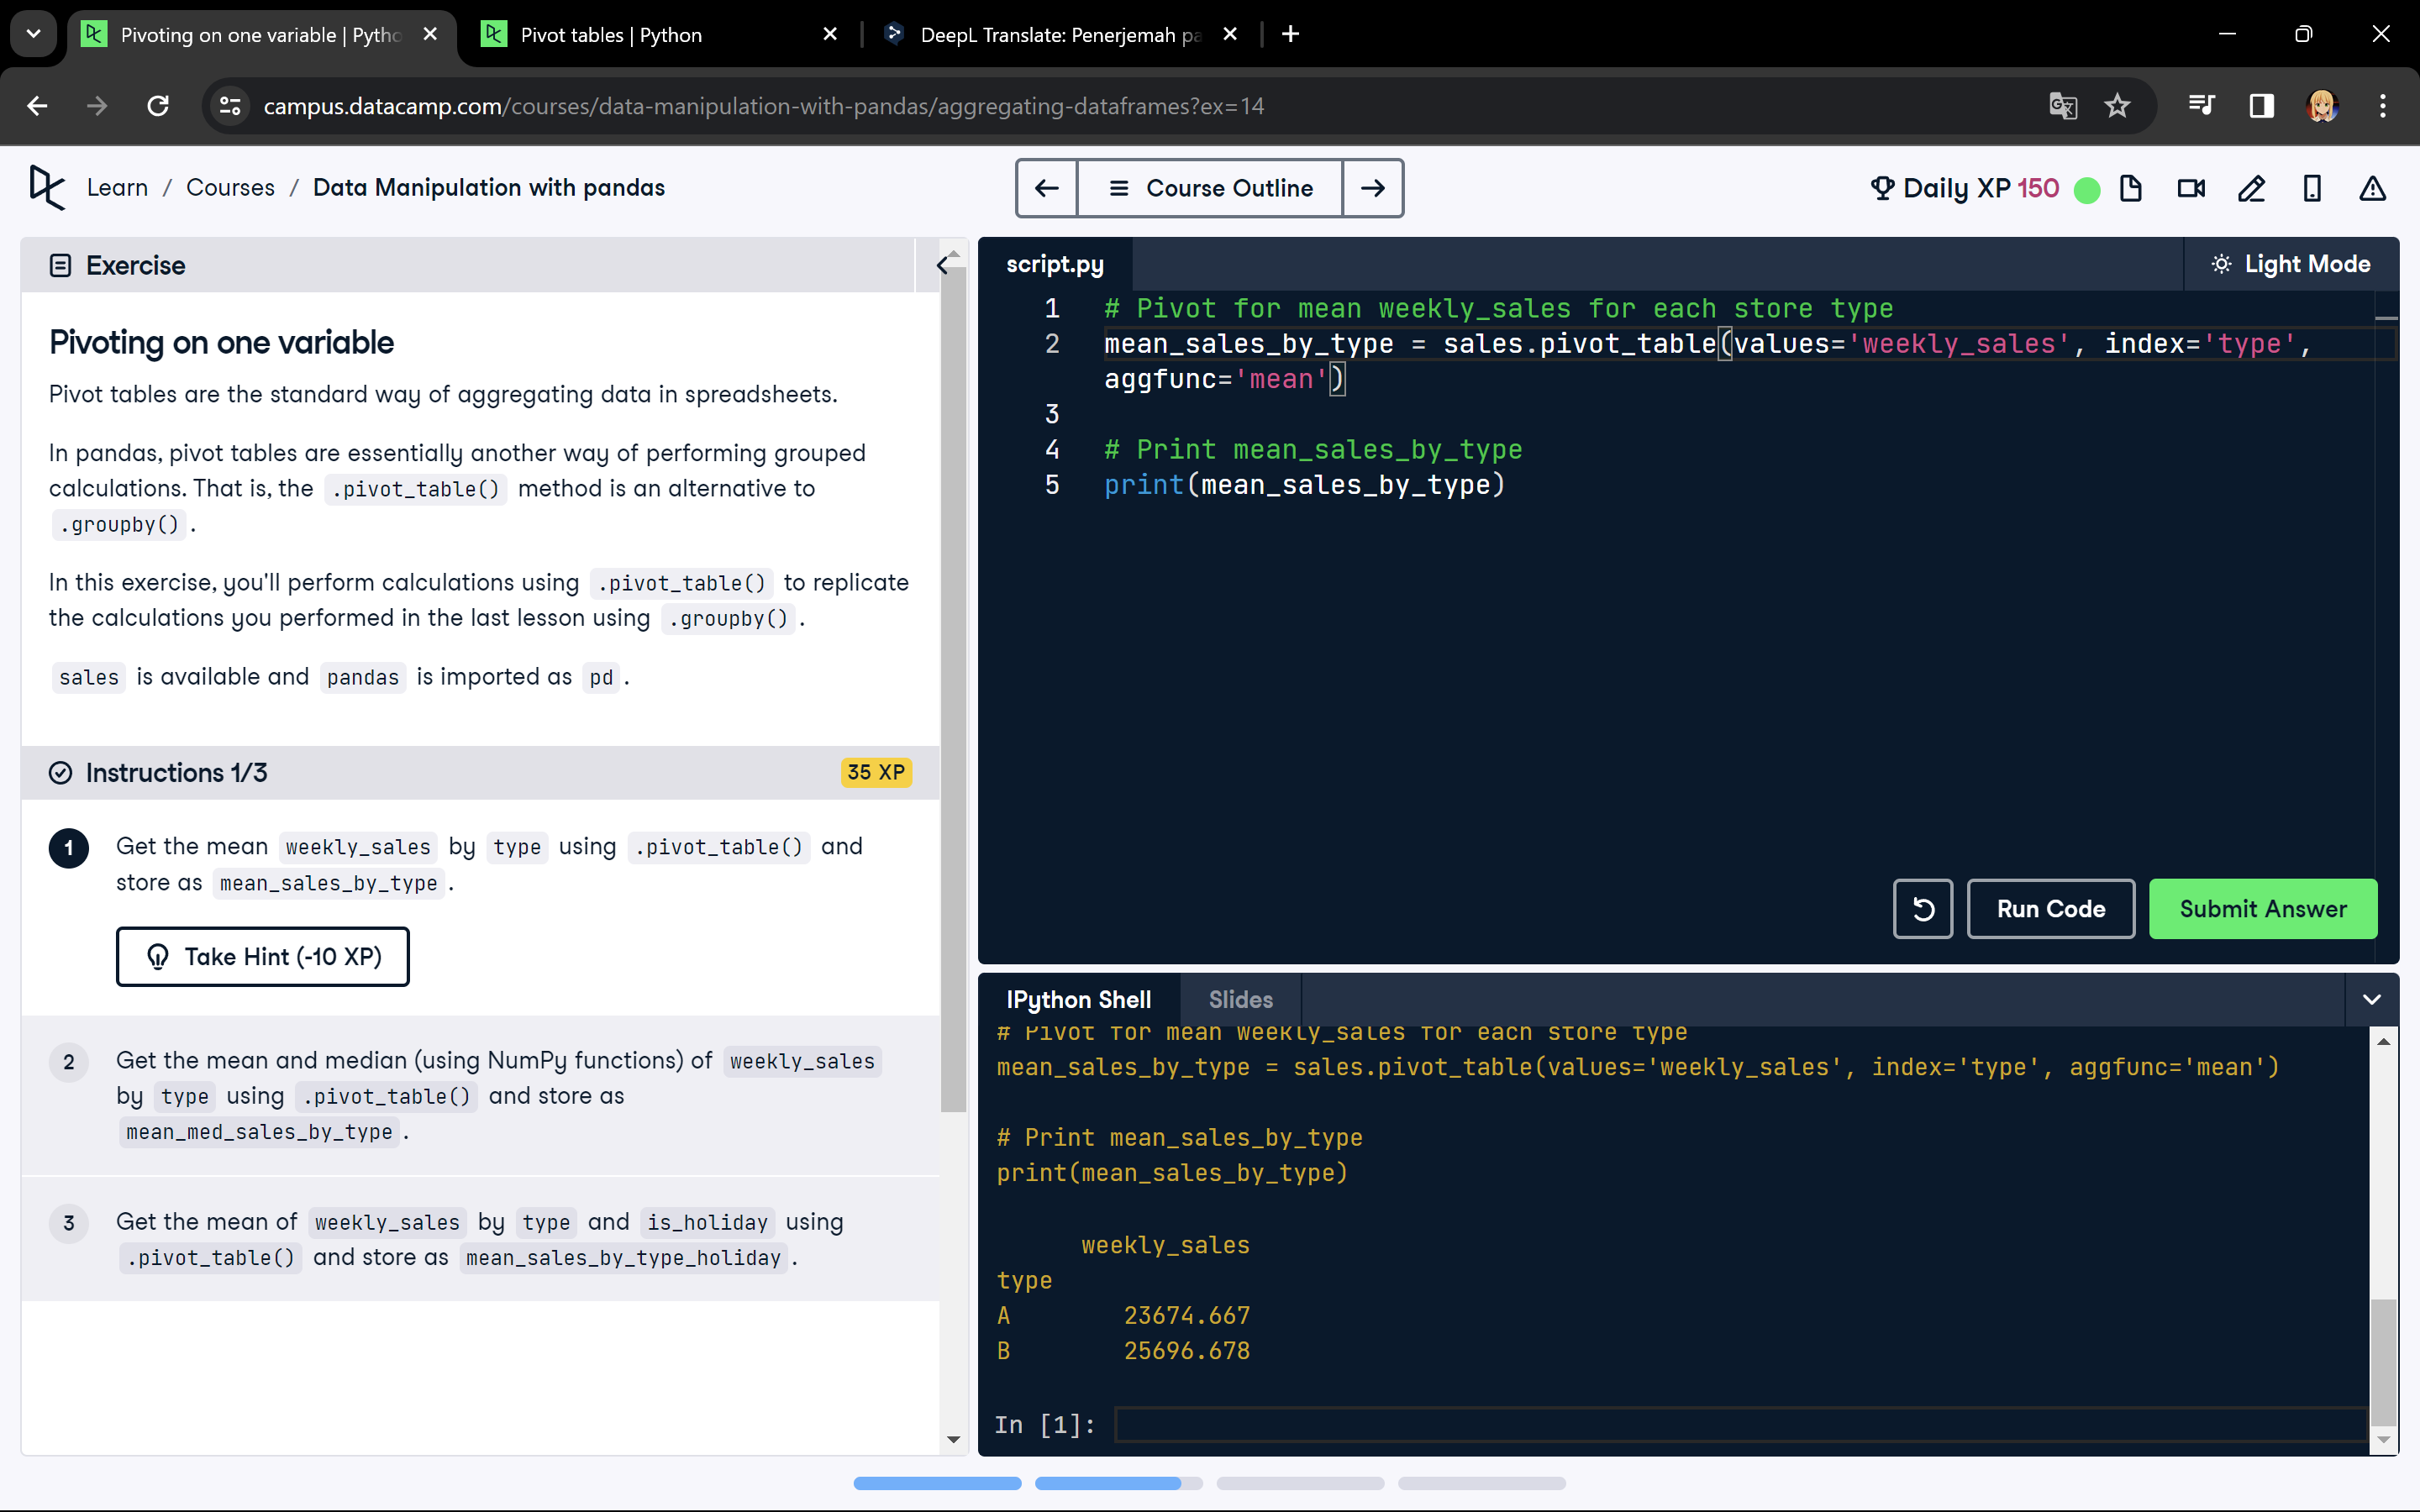 Pivoting on one variable | Pytho
Pivot tables | Python
DeepL Translate: Penerjemah pa
campus.datacamp.com/courses/data-manipulation-with-pandas/aggregating-dataframes?ex=14
Learn / Courses / Data Manipulation with pandas
Course Outline
Daily XP 150
Exercise
Pivoting on one variable
Pivot tables are the standard way of aggregating data in spreadsheets.
In pandas, pivot tables are essentially another way of performing grouped
calculations. That is, the .pivot_table() method is an alternative to
.groupby() .
In this exercise, you'll perform calculations using .pivot_table() to replicate
the calculations you performed in the last lesson using .groupby() .
sales is available and pandas is imported as pd .
Instructions 1/3
35 XP
1
Get the mean weekly_sales by type using .pivot_table() and
store as mean_sales_by_type .
Take Hint (-10 XP)
2
Get the mean and median (using NumPy functions) of weekly_sales
by type using .pivot_table() and store as
mean_med_sales_by_type .
3
Get the mean of weekly_sales by type and is_holiday using
.pivot_table() and store as mean_sales_by_type_holiday .
script.py
Light Mode
1 # Pivot for mean weekly_sales for each store type
2 mean_sales_by_type = sales.pivot_table(values='weekly_sales', index='type',
aggfunc='mean')
3
4 # Print mean_sales_by_type
5 print(mean_sales_by_type)
Run Code
Submit Answer
IPython Shell
Slides
# Pivot for mean weekly_sales for each store type
mean_sales_by_type = sales.pivot_table(values='weekly_sales', index='type', aggfunc='mean')
# Print mean_sales_by_type
print(mean_sales_by_type)
weekly_sales
type
A 23674.667
B 25696.678
In [1]: